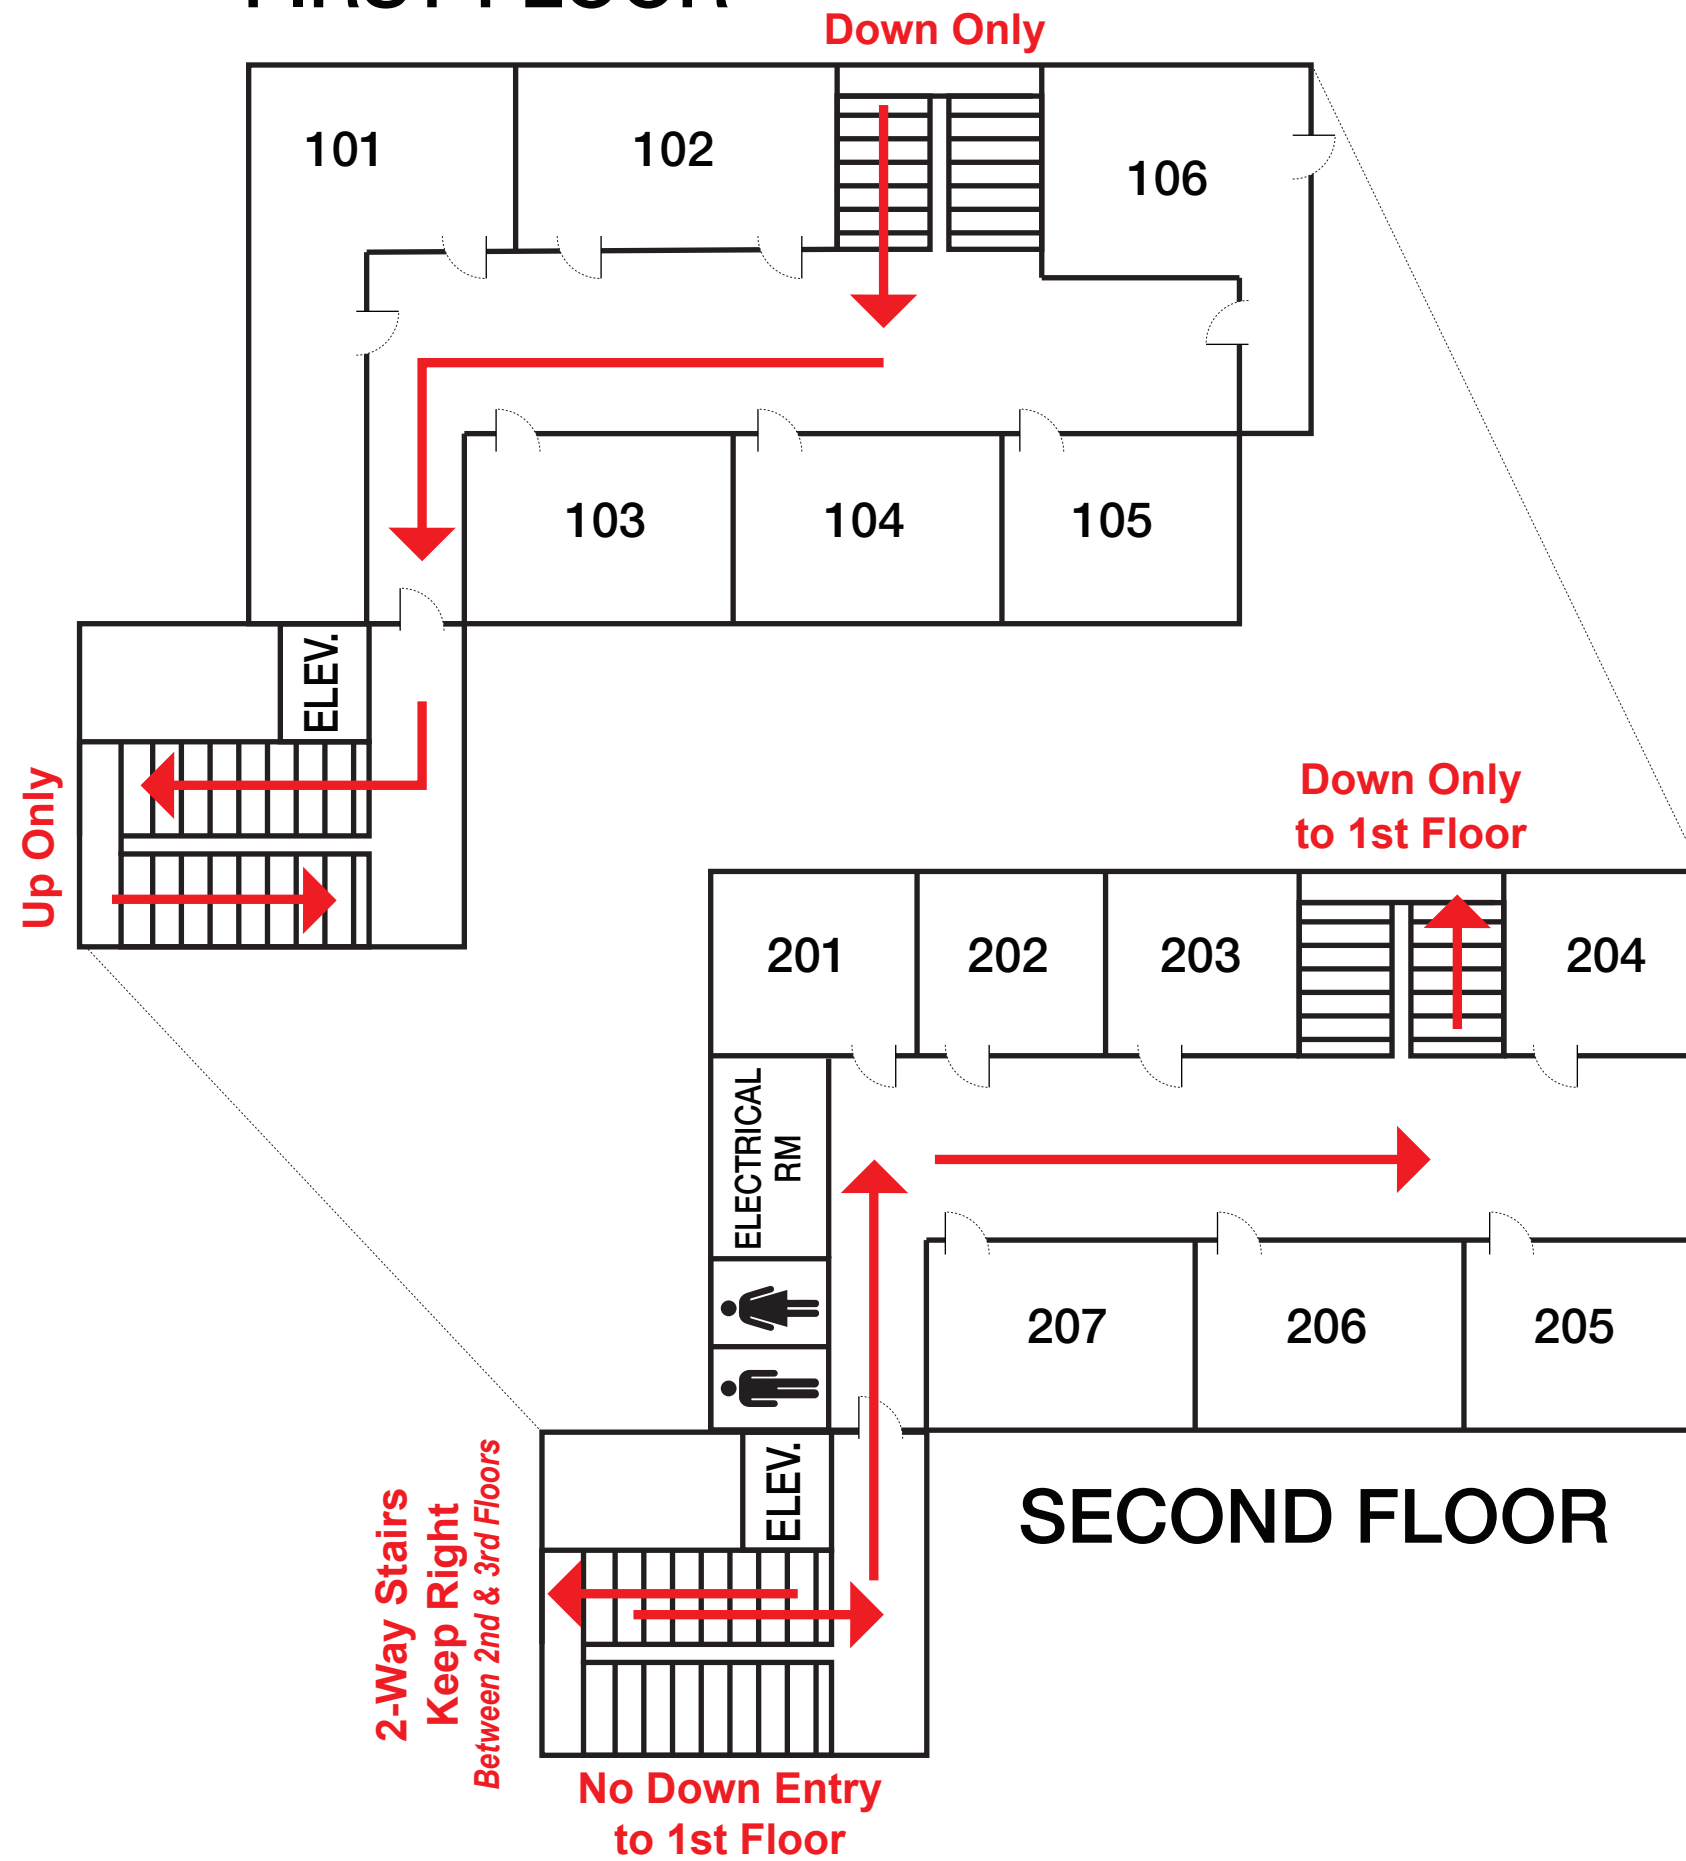 FIRST FLOOR
Down Only
101
102
106
103
104
105
ELEV.
Up Only
Down Only
to 1st Floor
201
202
203
204
ELECTRICAL
RM
207
206
205
ELEV.
SECOND FLOOR
2-Way Stairs
Keep Right
Between 2nd & 3rd Floors
No Down Entry
to 1st Floor